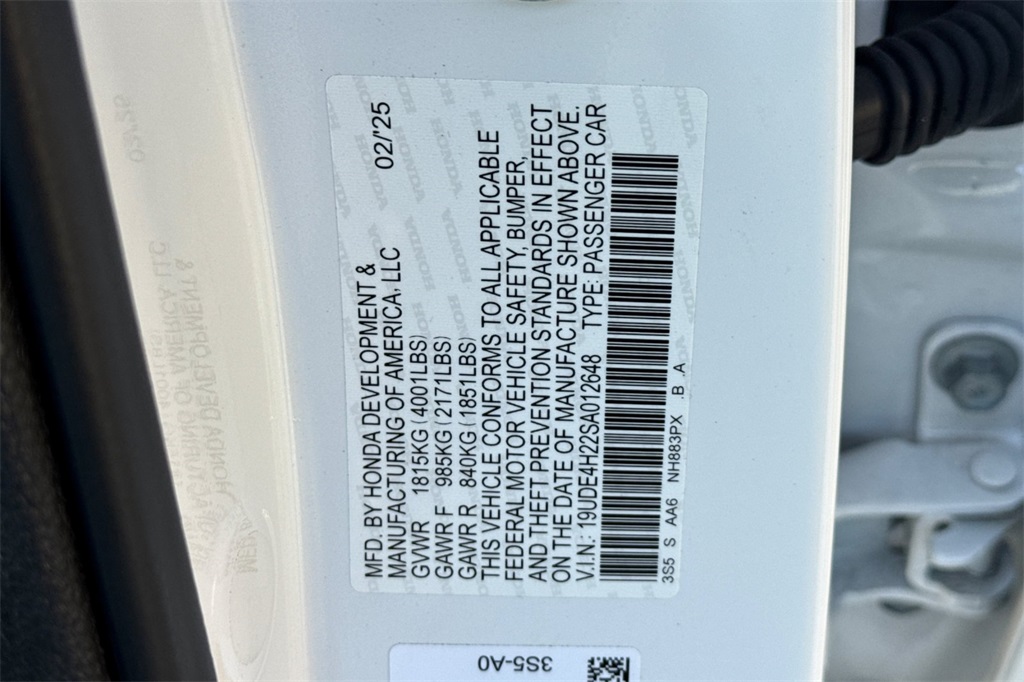 MFD. BY HONDA DEVELOPMENT & 02/'25
MANUFACTURING OF AMERICA, LLC
GVWR 1815KG (4001LBS)
GAWR F 985KG (2171LBS)
GAWR R 840KG (1851LBS)
THIS VEHICLE CONFORMS TO ALL APPLICABLE
FEDERAL MOTOR VEHICLE SAFETY, BUMPER,
AND THEFT PREVENTION STANDARDS IN EFFECT
ON THE DATE OF MANUFACTURE SHOWN ABOVE.
V.I.N.: 19UDE4H22SA012648 TYPE: PASSENGER CAR
3S5 S AA6 NH883PX .B .A
3S5-A0